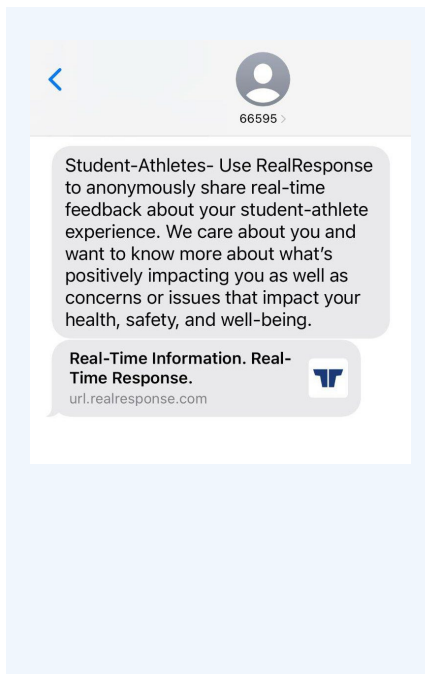 66595
Student-Athletes- Use RealResponse
to anonymously share real-time
feedback about your student-athlete
experience. We care about you and
want to know more about what’s
positively impacting you as well as
concerns or issues that impact your
health, safety, and well-being.
Real-Time Information. Real-
Time Response.
url.realresponse.com